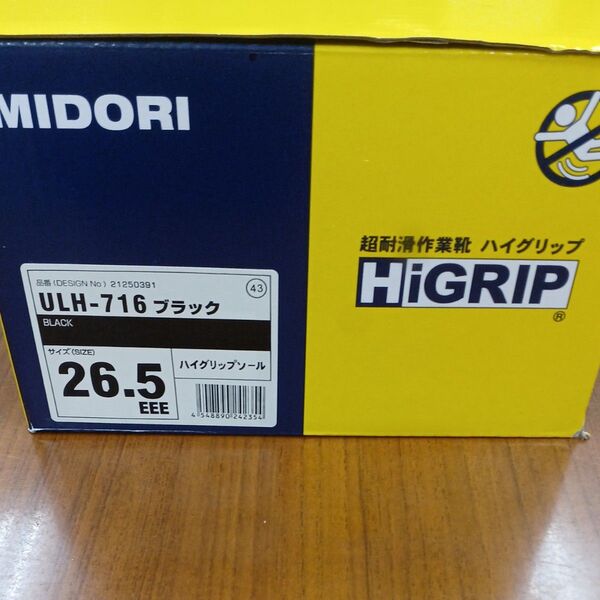 MIDORI
超耐滑作業靴 ハイグリップ
HiGRIP®
品番(DESIGN No) 21250391
43
ULH-716 ブラック
BLACK
サイズ(SIZE)
26.5
EEE
ハイグリップソール
4548890242354